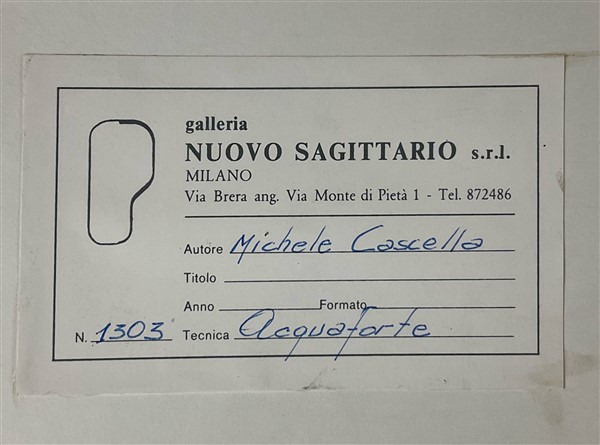 galleria
NUOVO SAGITTARIO s.r.l.
MILANO
Via Brera ang. Via Monte di Pietà 1 - Tel. 872486
Autore Michele Cascella
Titolo
Anno Formato
N. 1303 Tecnica Acquaforte